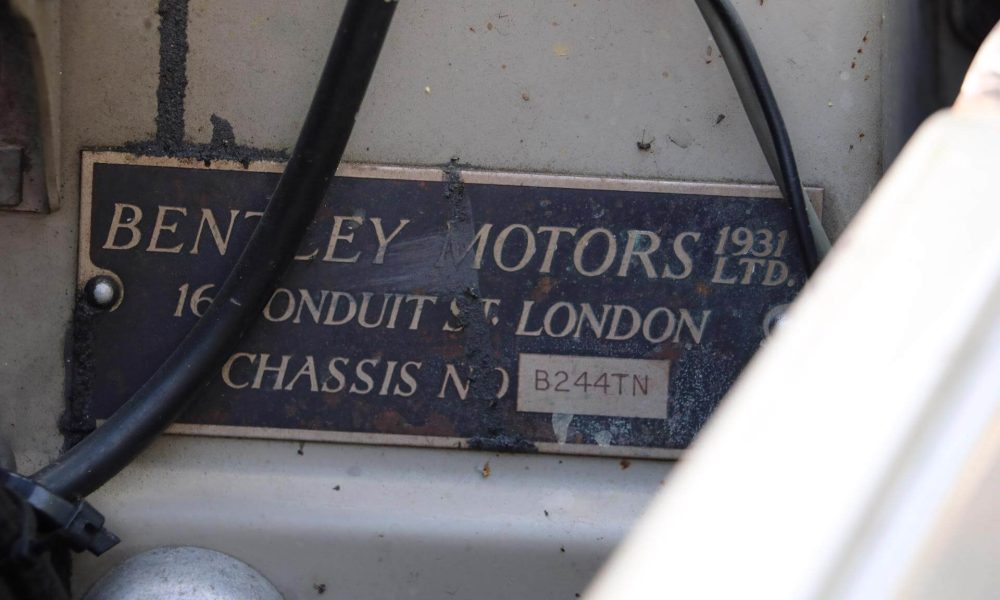 BENTLEY MOTORS 1931 LTD.
16 CONDUIT ST. LONDON
CHASSIS NO B244TN